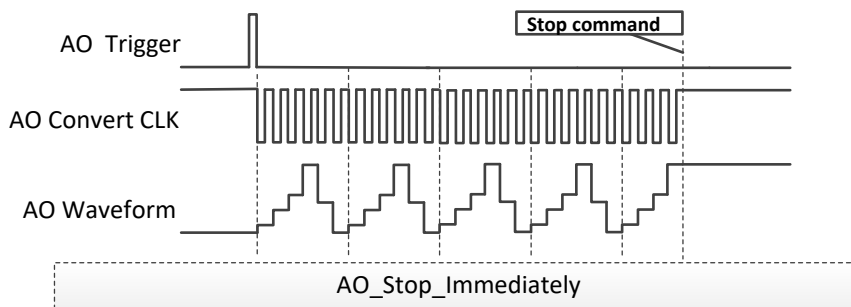 Stop command
AO Trigger
AO Convert CLK
AO Waveform
AO_Stop_Immediately